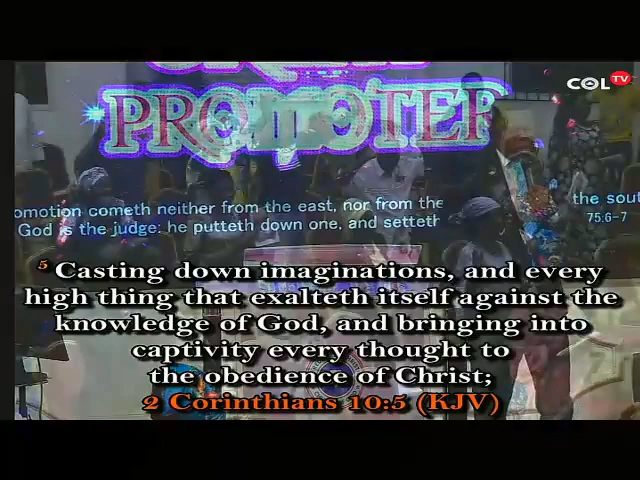 COL TV
PROMOTER
omotion cometh neither from the east, nor from the the sout
God is the judge: he putteth down one, and setteth 75:6-7
5 Casting down imaginations, and every
high thing that exalteth itself against the
knowledge of God, and bringing into
captivity every thought to
the obedience of Christ;
2 Corinthians 10:5 (KJV)